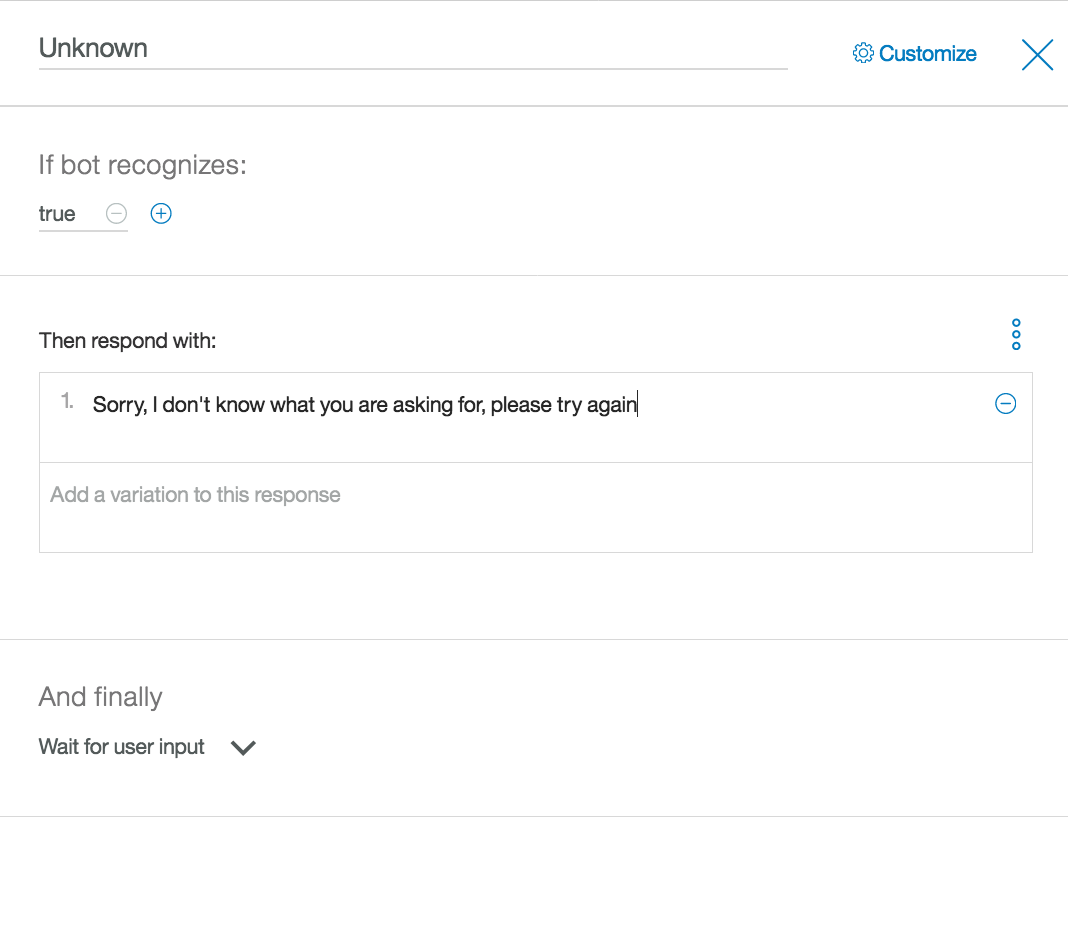 Unknown
Customize
If bot recognizes:
true
Then respond with:
1. Sorry, I don't know what you are asking for, please try again
Add a variation to this response
And finally
Wait for user input